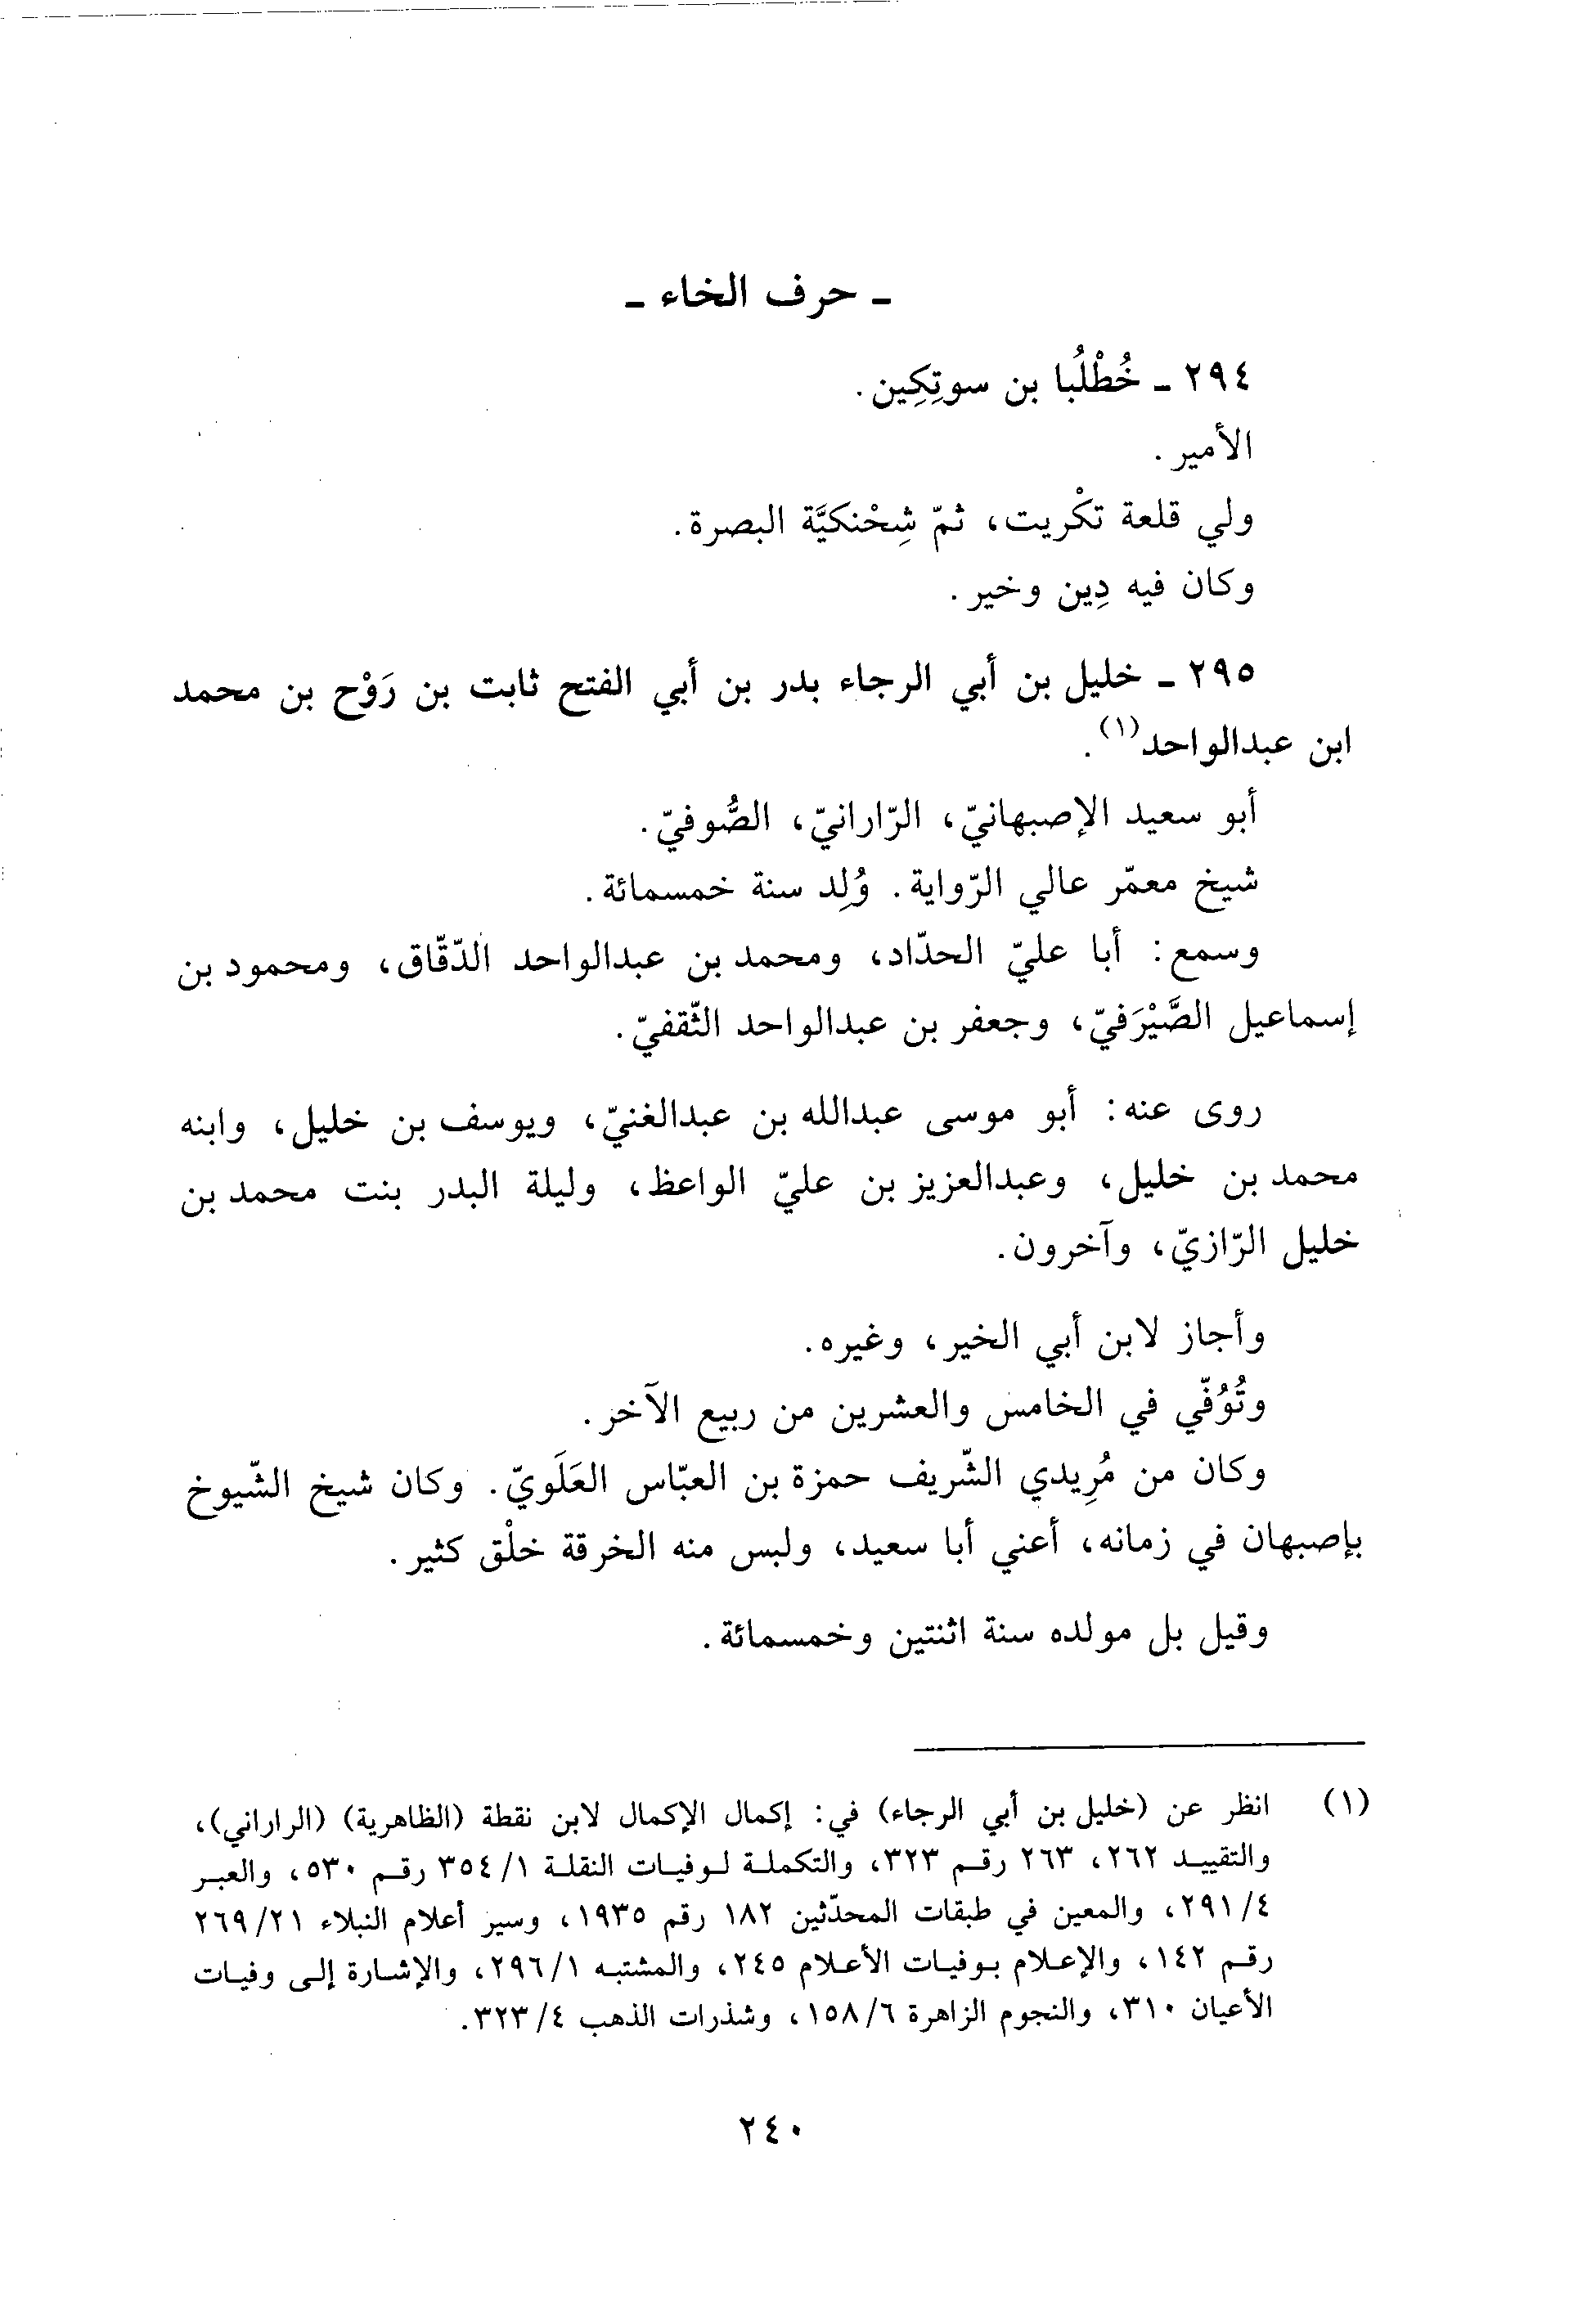 ـ حرف الخاء ـ
٢٩٤ ـ خُطْلُبا بن سوتِكِين.
الأمير.
ولي قلعة تكْريت، ثمّ شِحْنكيَّة البصرة.
وكان فيه دِين وخير.
٢٩٥ ـ خليل بن أبي الرجاء بدر بن أبي الفتح ثابت بن رَوْح بن محمد
ابن عبدالواحد(١).
أبو سعيد الإصبهانيّ، الرّارانيّ، الصُّوفيّ.
شيخ معمّر عالي الرّواية. وُلِد سنة خمسمائة.
وسمع: أبا عليّ الحدّاد، ومحمد بن عبدالواحد الدّقّاق، ومحمود بن
إسماعيل الصَّيْرَفيّ، وجعفر بن عبدالواحد الثّقفيّ.
روى عنه: أبو موسى عبدالله بن عبدالغنيّ، ويوسف بن خليل، وابنه
محمد بن خليل، وعبدالعزيز بن عليّ الواعظ، وليلة البدر بنت محمد بن
خليل الرّازيّ، وآخرون.
وأجاز لابن أبي الخير، وغيره.
وتُوُفّي في الخامس والعشرين من ربيع الآخر.
وكان من مُرِيدي الشّريف حمزة بن العبّاس العَلَويّ. وكان شيخ الشّيوخ
بإصبهان في زمانه، أعني أبا سعيد، ولبس منه الخرقة خلْق كثير.
وقيل بل مولده سنة اثنتين وخمسمائة.
(١) انظر عن (خليل بن أبي الرجاء) في: إكمال الإكمال لابن نقطة (الظاهرية) (الراراني)،
والتقييد ٢٦٢، ٢٦٣ رقم ٣٢٣، والتكملة لوفيات النقلة ١/ ٣٥٤ رقم ٥٣٠، والعبر
٤/ ٢٩١، والمعين في طبقات المحدّثين ١٨٢ رقم ١٩٣٥، وسير أعلام النبلاء ٢١/ ٢٦٩
رقم ١٤٢، والإعلام بوفيات الأعلام ٢٤٥، والمشتبه ١/ ٢٩٦، والإشارة إلى وفيات
الأعيان ٣١٠، والنجوم الزاهرة ٦/ ١٥٨، وشذرات الذهب ٤/ ٣٢٣.
٢٤٠